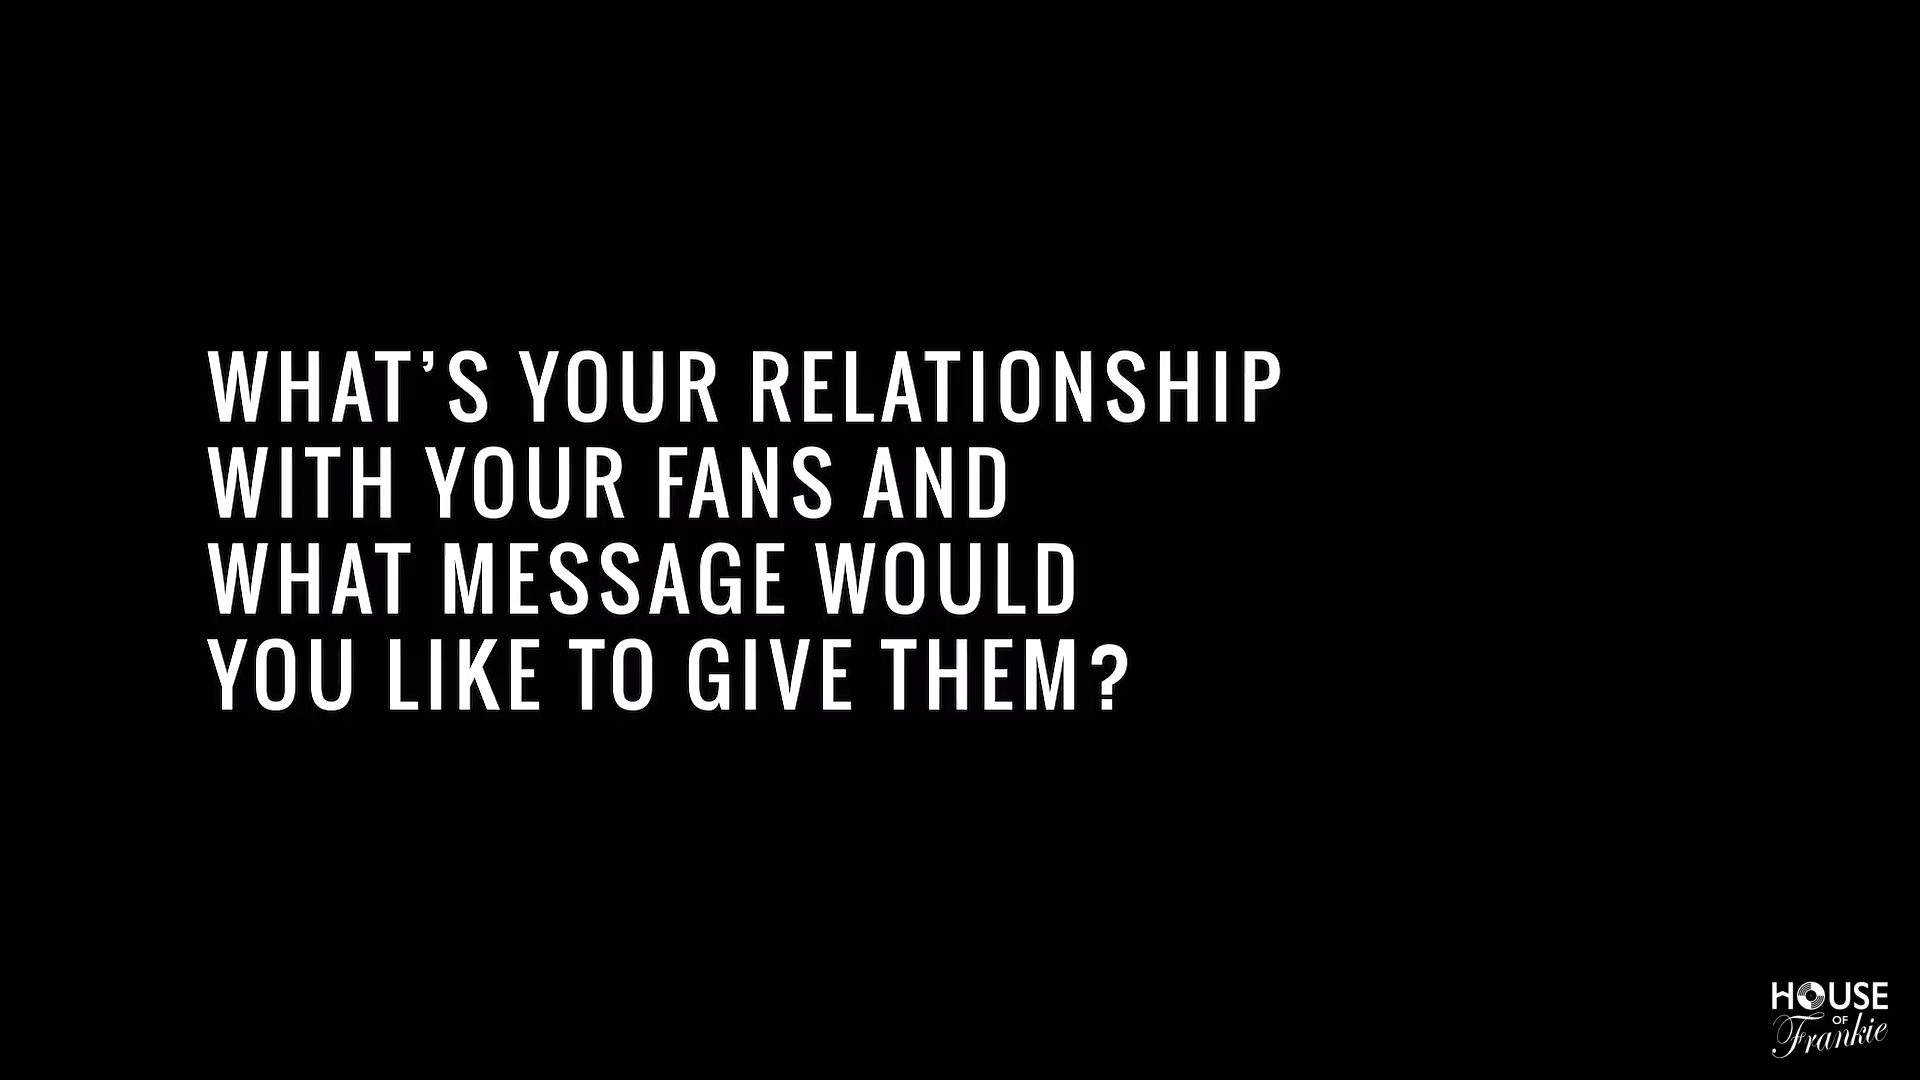 WHAT’S YOUR RELATIONSHIP
WITH YOUR FANS AND
WHAT MESSAGE WOULD
YOU LIKE TO GIVE THEM?
HOUSE
OF
Frankie